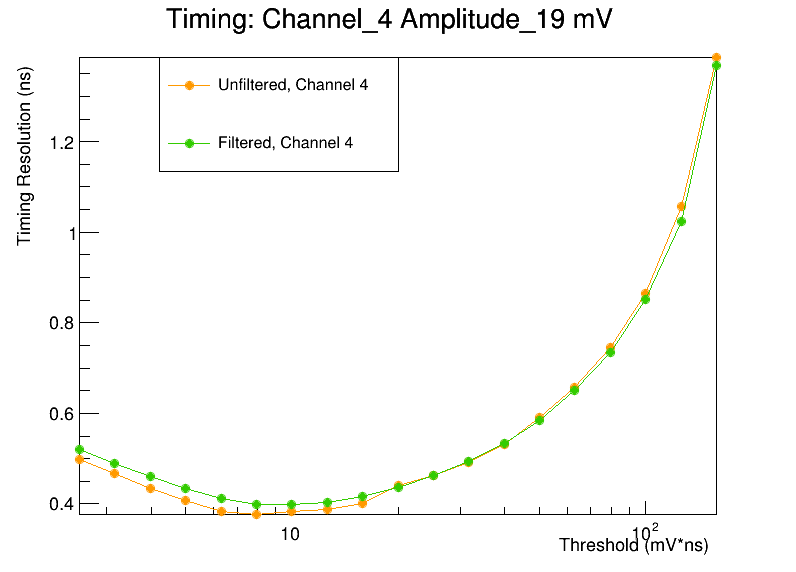 Timing: Channel_4 Amplitude_19 mV
Timing Resolution (ns)
Unfiltered, Channel 4
Filtered, Channel 4
1.2
1
0.8
0.6
0.4
10
10²
Threshold (mV*ns)